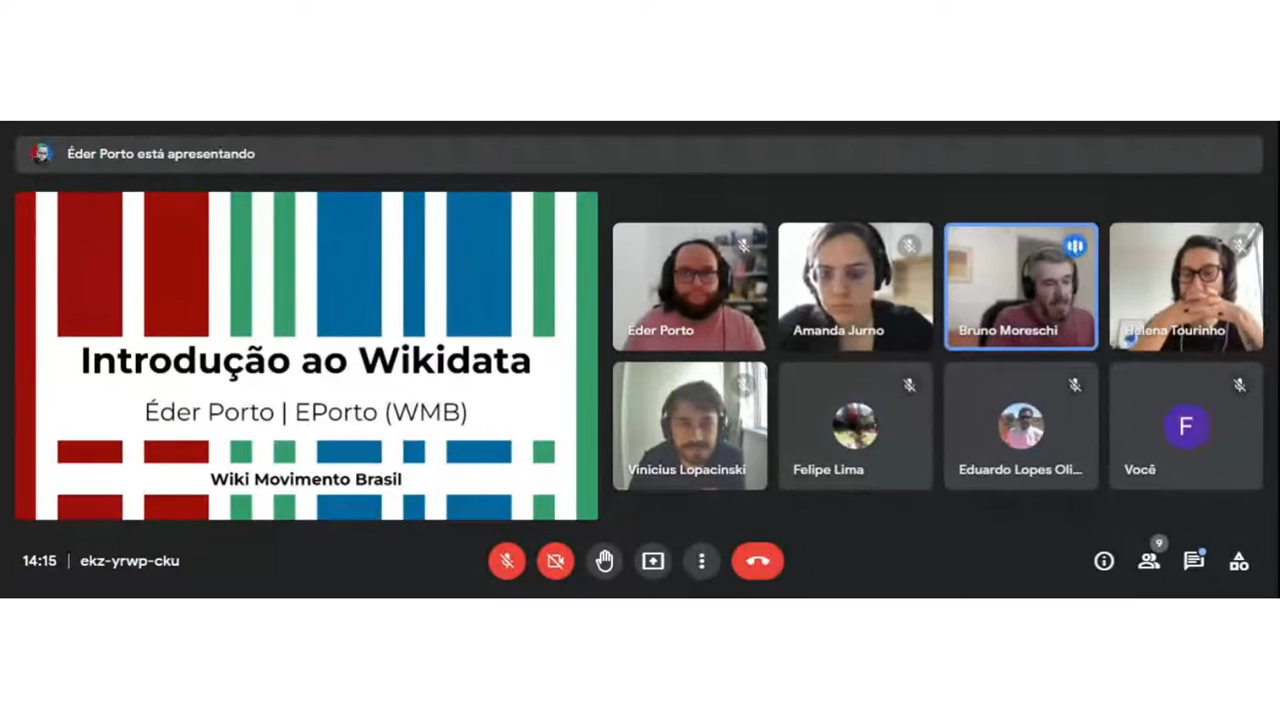 Éder Porto está apresentando
Introdução ao Wikidata
Éder Porto | EPorto (WMB)
Wiki Movimento Brasil
Éder Porto
Amanda Jurno
Bruno Moreschi
Helena Tourinho
Vinicius Lopacinski
Felipe Lima
Eduardo Lopes Oli...
F
Você
14:15 | ekz-yrwp-cku
9